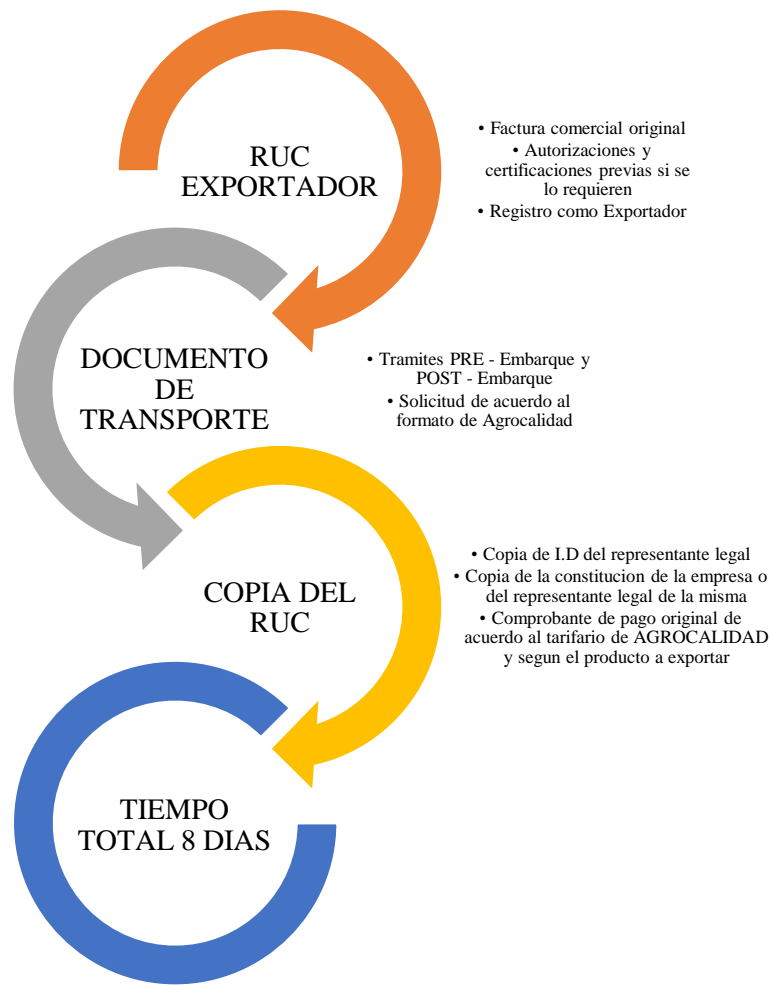 RUC
EXPORTADOR
• Factura comercial original
• Autorizaciones y
certificaciones previas si se
lo requieren
• Registro como Exportador
DOCUMENTO
DE
TRANSPORTE
• Tramites PRE - Embarque y
POST - Embarque
• Solicitud de acuerdo al
formato de Agrocalidad
COPIA DEL
RUC
• Copia de I.D del representante legal
• Copia de la constitucion de la empresa o
del representante legal de la misma
• Comprobante de pago original de
acuerdo al tarifario de AGROCALIDAD
y segun el producto a exportar
TIEMPO
TOTAL 8 DIAS